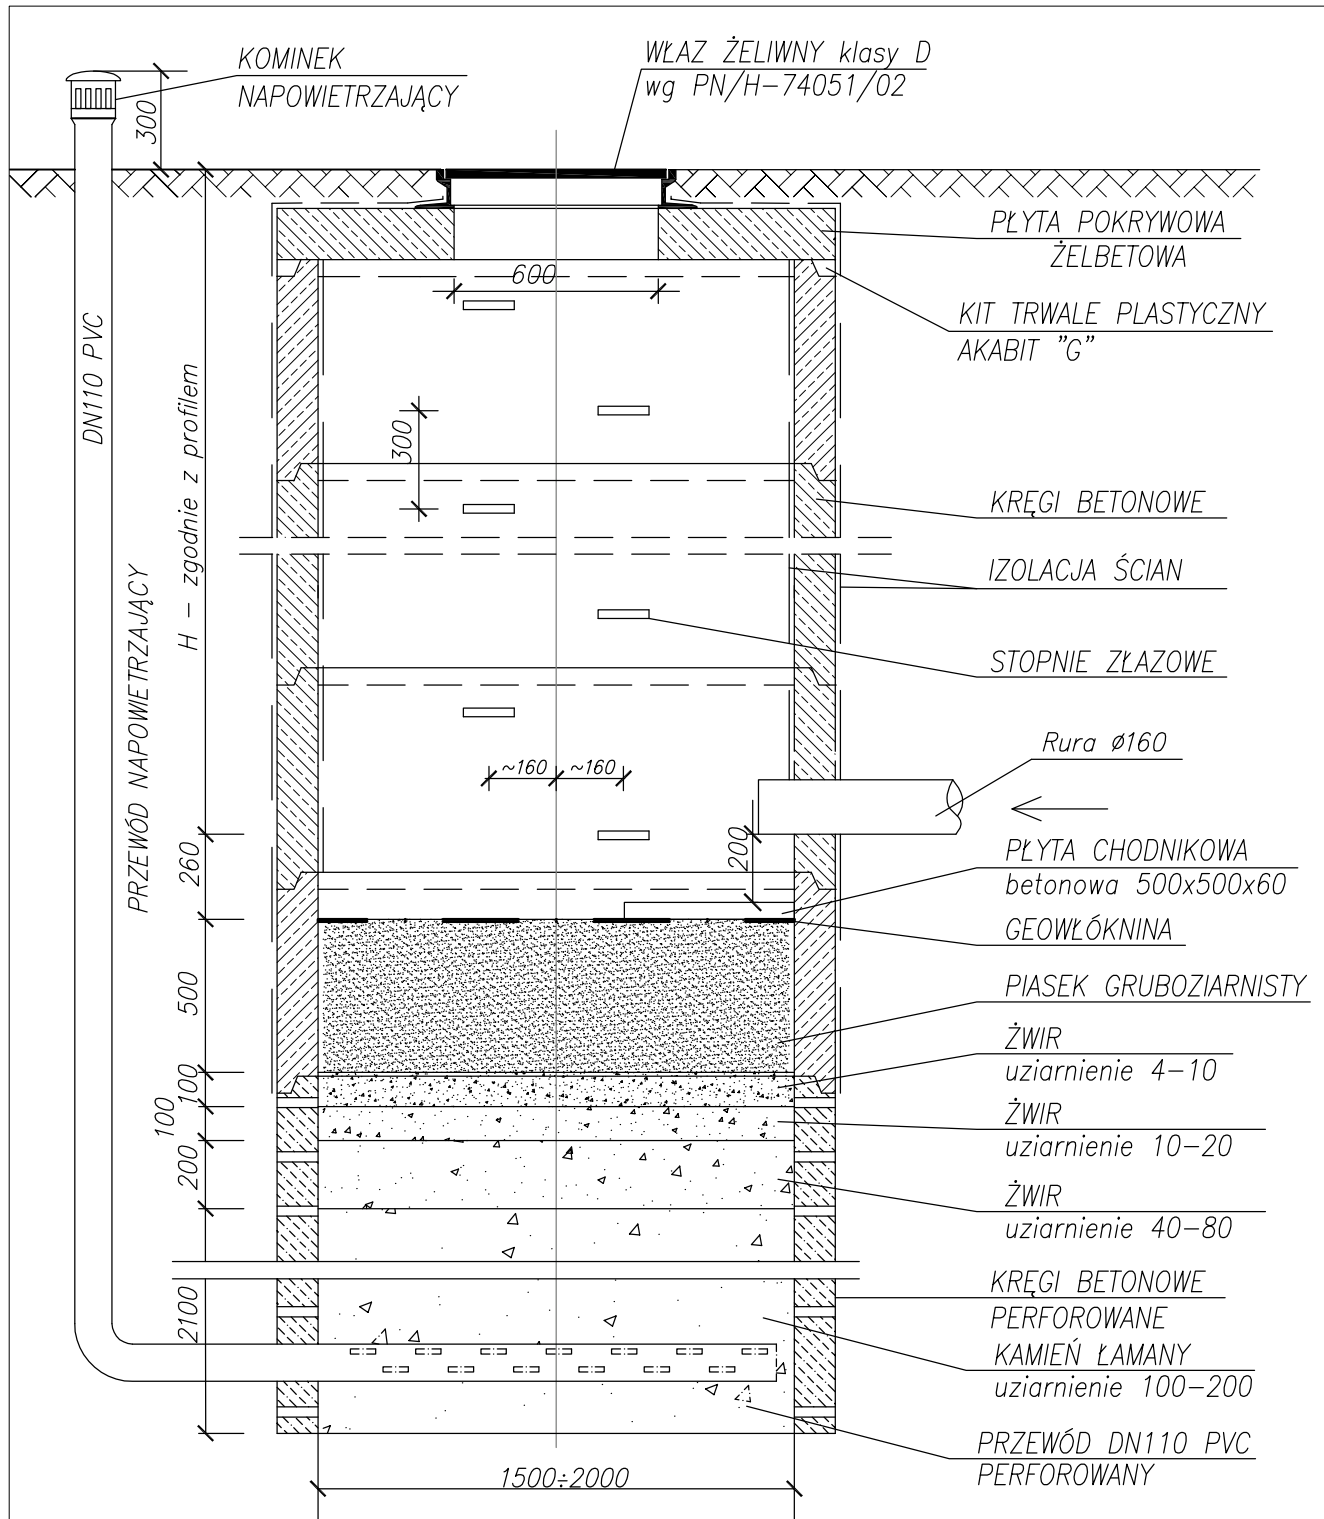 KOMINEK
NAPOWIETRZAJĄCY
WŁAZ ŻELIWNY klasy D
wg PN/H-74051/02
300
PŁYTA POKRYWOWA
ŻELBETOWA
600
KIT TRWALE PLASTYCZNY
AKABIT "G"
DN110 PVC
H - zgodnie z profilem
300
KRĘGI BETONOWE
IZOLACJA ŚCIAN
PRZEWÓD NAPOWIETRZAJĄCY
STOPNIE ZŁAZOWE
Rura ø160
~160
~160
200
260
PŁYTA CHODNIKOWA
betonowa 500x500x60
GEOWŁÓKNINA
500
PIASEK GRUBOZIARNISTY
ŻWIR
uziarnienie 4-10
100
100
ŻWIR
uziarnienie 10-20
200
ŻWIR
uziarnienie 40-80
KRĘGI BETONOWE
PERFOROWANE
2100
KAMIEŃ ŁAMANY
uziarnienie 100-200
PRZEWÓD DN110 PVC
PERFOROWANY
1500÷2000